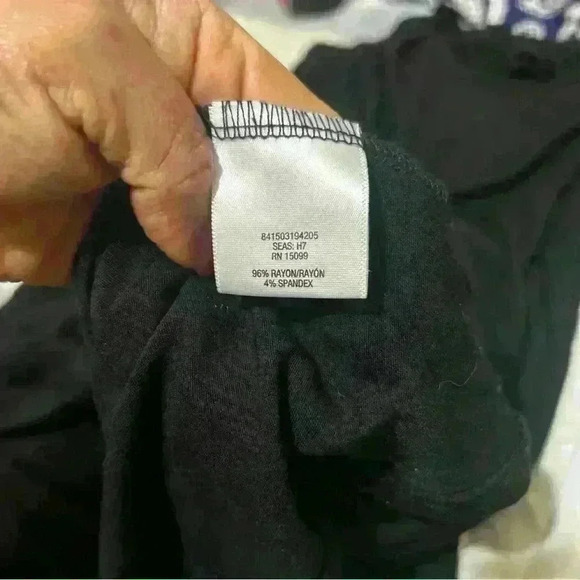 841503194205
SEAS: H7
RN 15099
96% RAYON/RAYÓN
4% SPANDEX